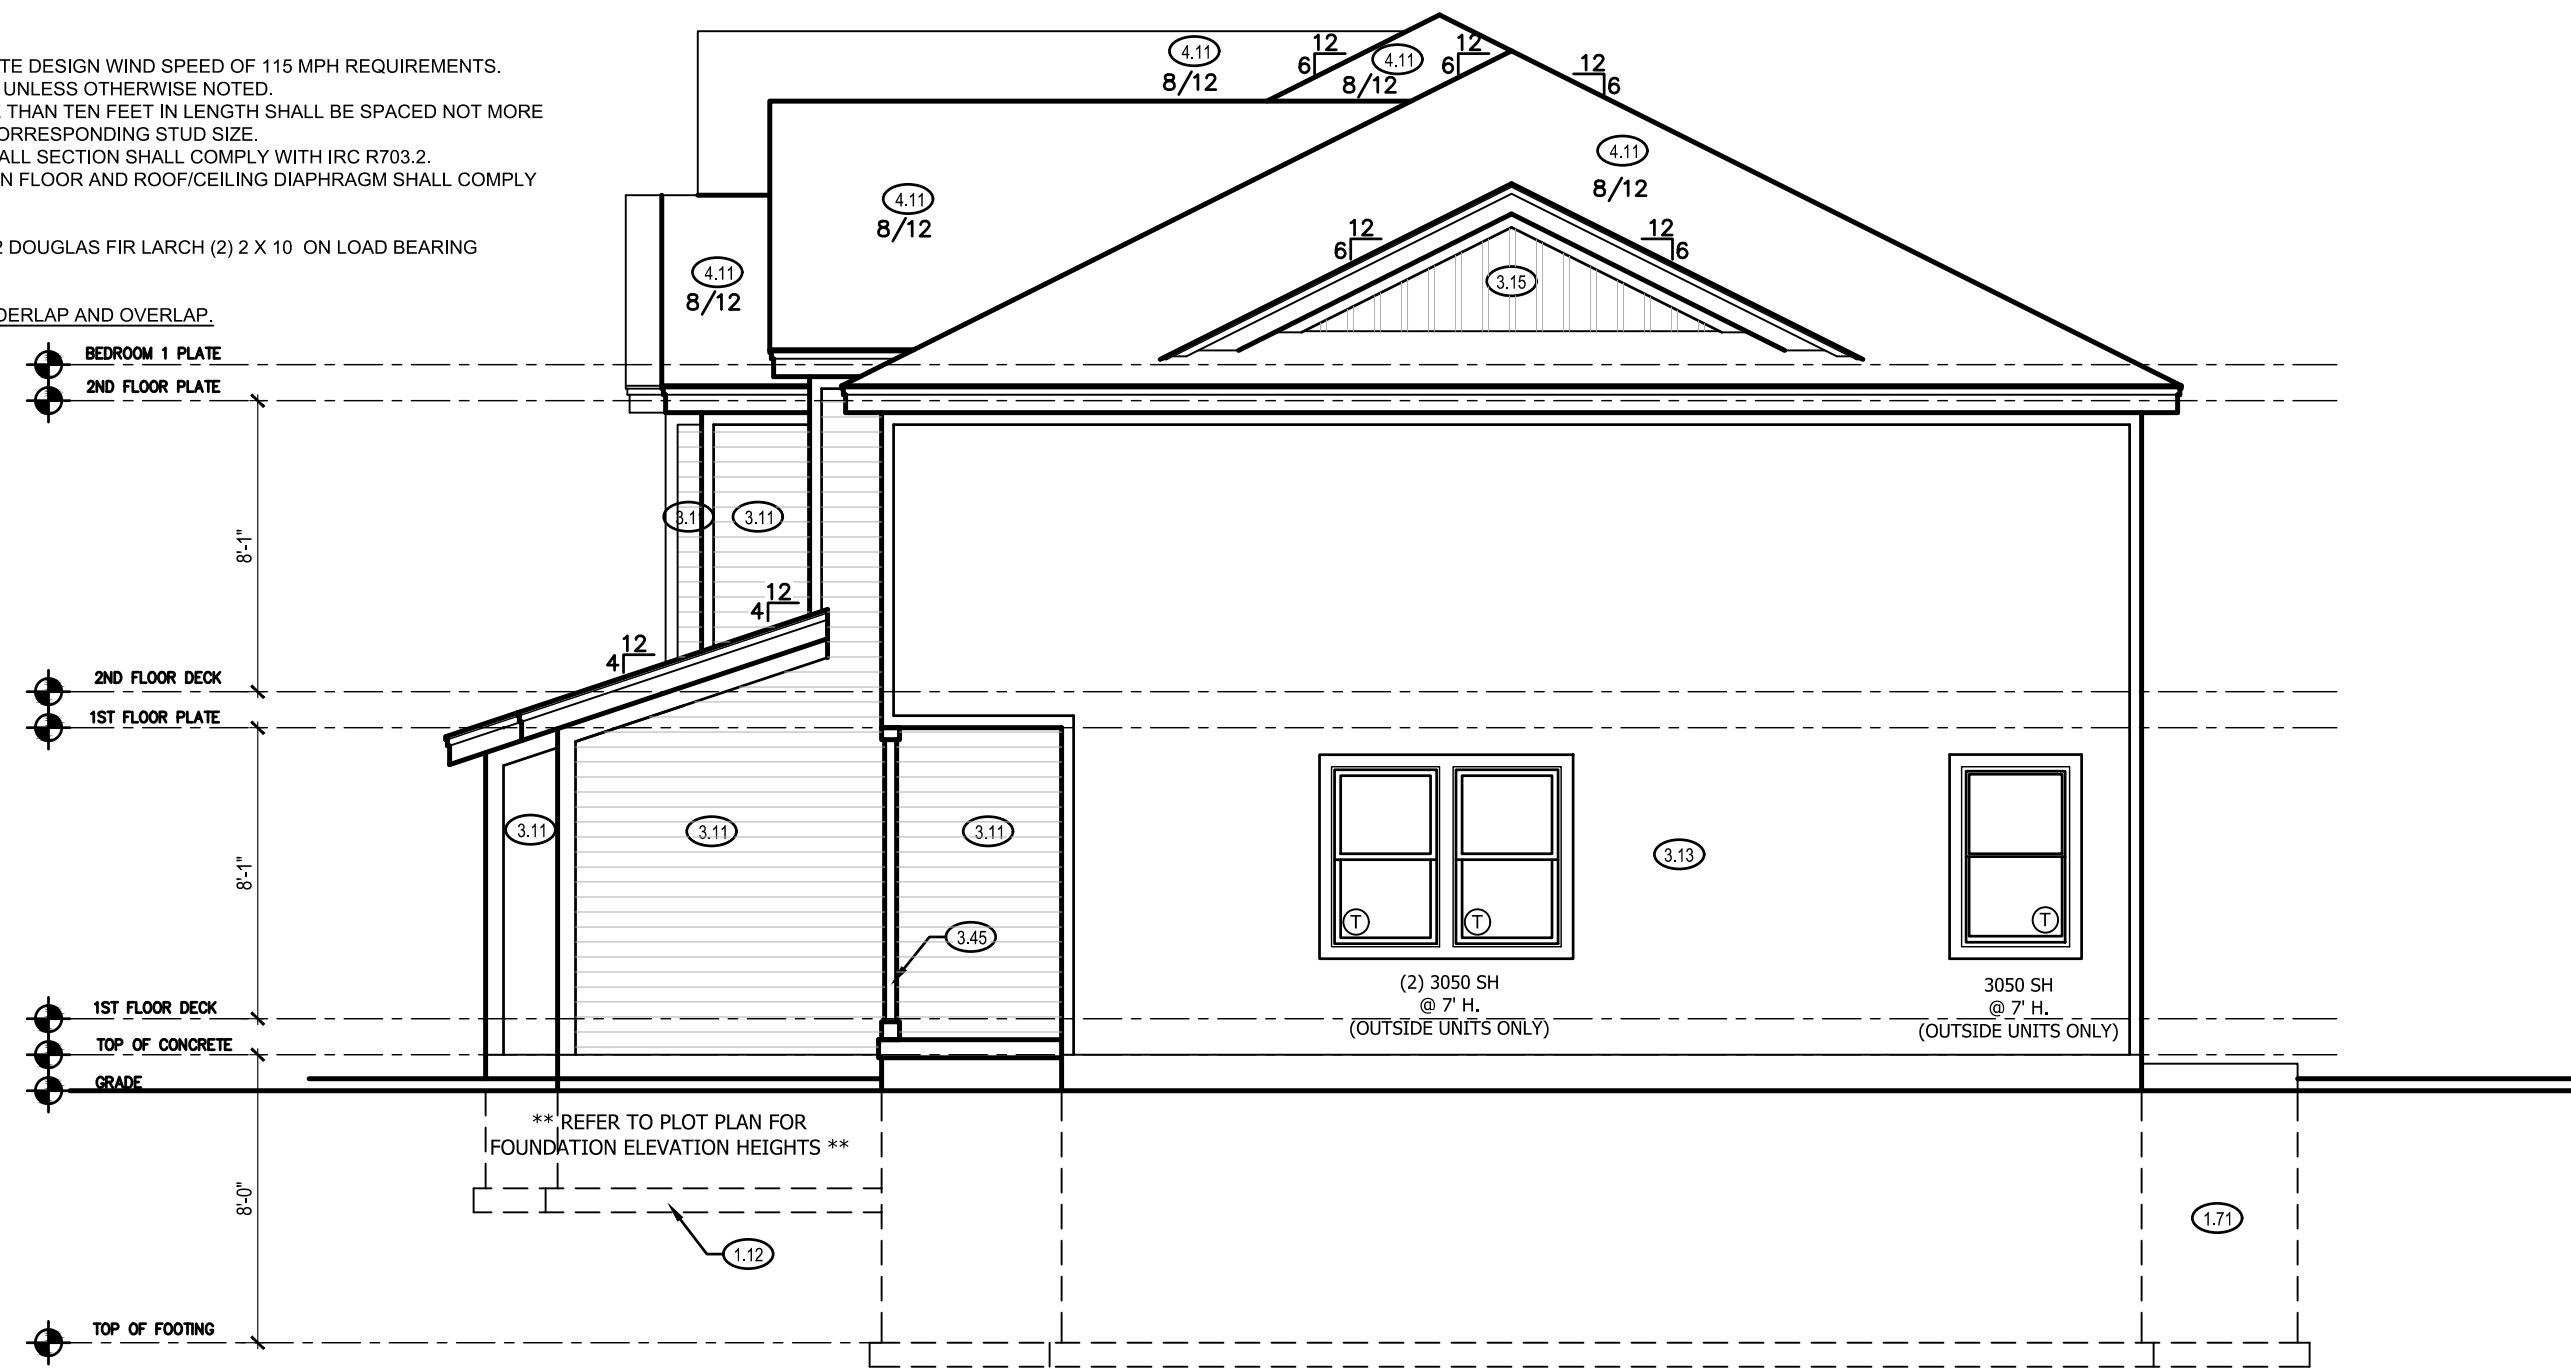 TE DESIGN WIND SPEED OF 115 MPH REQUIREMENTS.
UNLESS OTHERWISE NOTED.
THAN TEN FEET IN LENGTH SHALL BE SPACED NOT MORE
ORRESPONDING STUD SIZE.
ALL SECTION SHALL COMPLY WITH IRC R703.2.
N FLOOR AND ROOF/CEILING DIAPHRAGM SHALL COMPLY
2 DOUGLAS FIR LARCH (2) 2 X 10 ON LOAD BEARING
DERLAP AND OVERLAP.
4.11
8/12
12
6
4.11
8/12
12
6
12
6
4.11
8/12
4.11
8/12
4.11
8/12
12
6
12
6
3.15
BEDROOM 1 PLATE
2ND FLOOR PLATE
8'-1"
3.11
3.11
12
4
12
4
2ND FLOOR DECK
1ST FLOOR PLATE
8'-1"
3.11
3.11
3.11
3.13
3.45
T
T
T
(2) 3050 SH
@ 7' H.
(OUTSIDE UNITS ONLY)
3050 SH
@ 7' H.
(OUTSIDE UNITS ONLY)
1ST FLOOR DECK
TOP OF CONCRETE
GRADE
** REFER TO PLOT PLAN FOR
FOUNDATION ELEVATION HEIGHTS **
8'-0"
1.12
1.71
TOP OF FOOTING